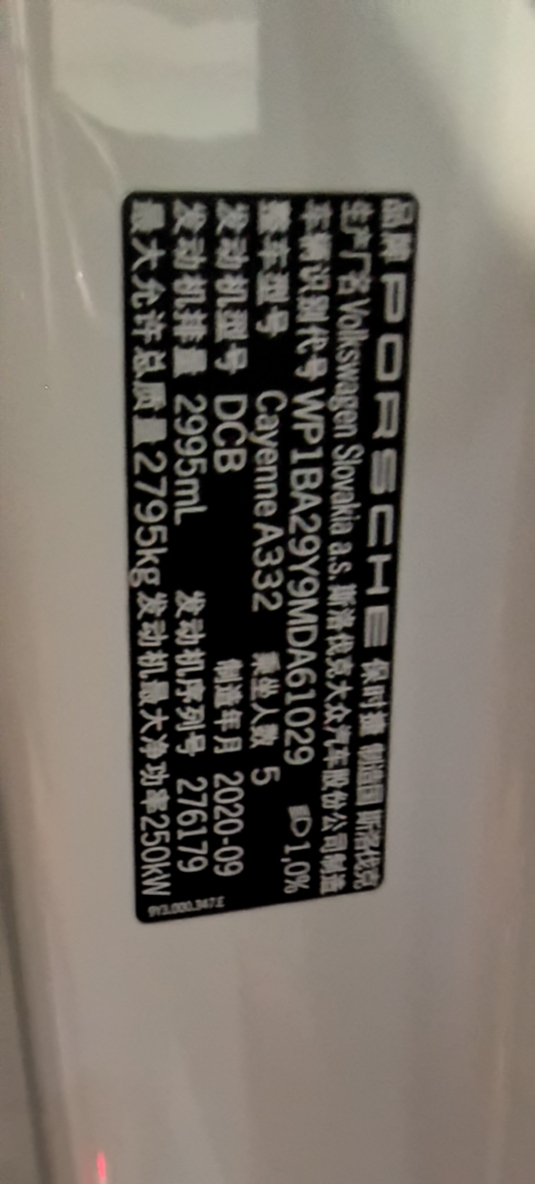 品牌 PORSCHE 保时捷 制造国 斯洛伐克
生产厂名 Volkswagen Slovakia a.s. 斯洛伐克大众汽车股份公司制造
车辆识别代号 WP1BA29Y9MDA61029 1,0%
整车型号 Cayenne A332 乘坐人数 5
发动机型号 DCB 制造年月 2020-09
发动机排量 2995mL 发动机序列号 276179
最大允许总质量 2795kg 发动机最大净功率 250kW
9Y3.000.347.E